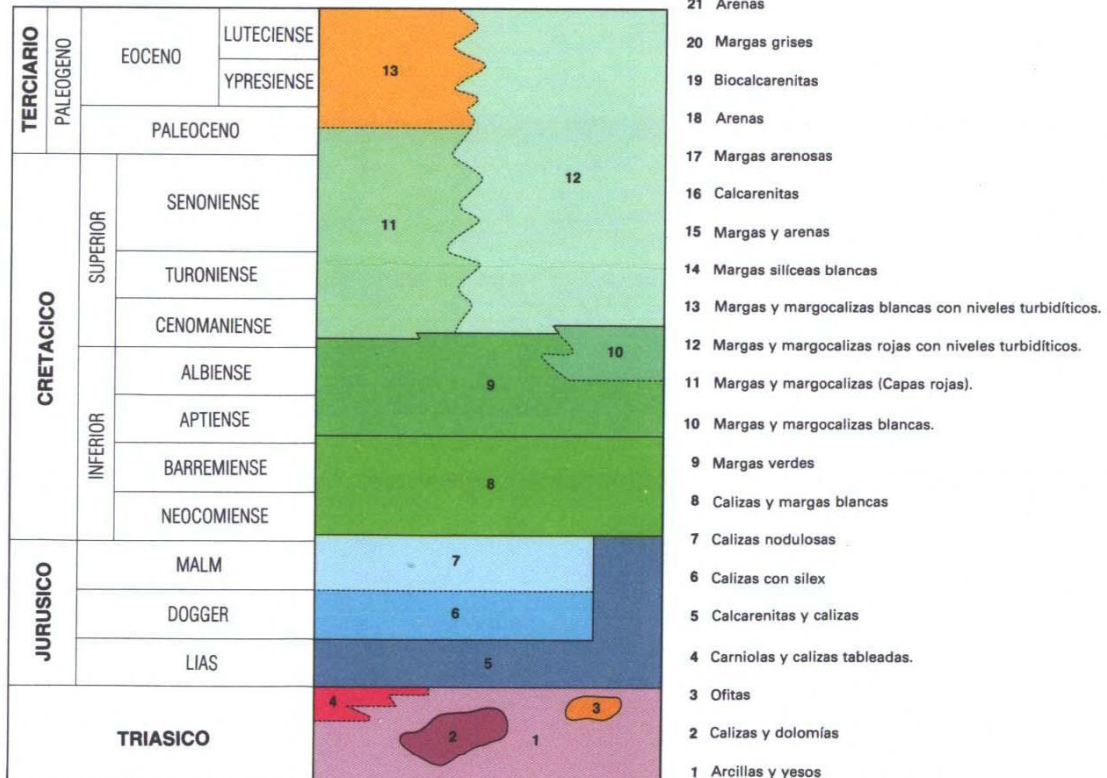 TERCIARIO
PALEOGENO
EOCENO
LUTECIENSE
YPRESIENSE
PALEOCENO
CRETACICO
SUPERIOR
SENONIENSE
TURONIENSE
CENOMANIENSE
INFERIOR
ALBIENSE
APTIENSE
BARREMIENSE
NEOCOMIENSE
JURUSICO
MALM
DOGGER
LIAS
TRIASICO
13
12
11
10
9
8
7
6
5
4
3
2
1
21 Arenas
20 Margas grises
19 Biocalcarenitas
18 Arenas
17 Margas arenosas
16 Calcarenitas
15 Margas y arenas
14 Margas silíceas blancas
13 Margas y margocalizas blancas con niveles turbidíticos.
12 Margas y margocalizas rojas con niveles turbidíticos.
11 Margas y margocalizas (Capas rojas).
10 Margas y margocalizas blancas.
9 Margas verdes
8 Calizas y margas blancas
7 Calizas nodulosas
6 Calizas con silex
5 Calcarenitas y calizas
4 Carniolas y calizas tableadas.
3 Ofitas
2 Calizas y dolomías
1 Arcillas y yesos